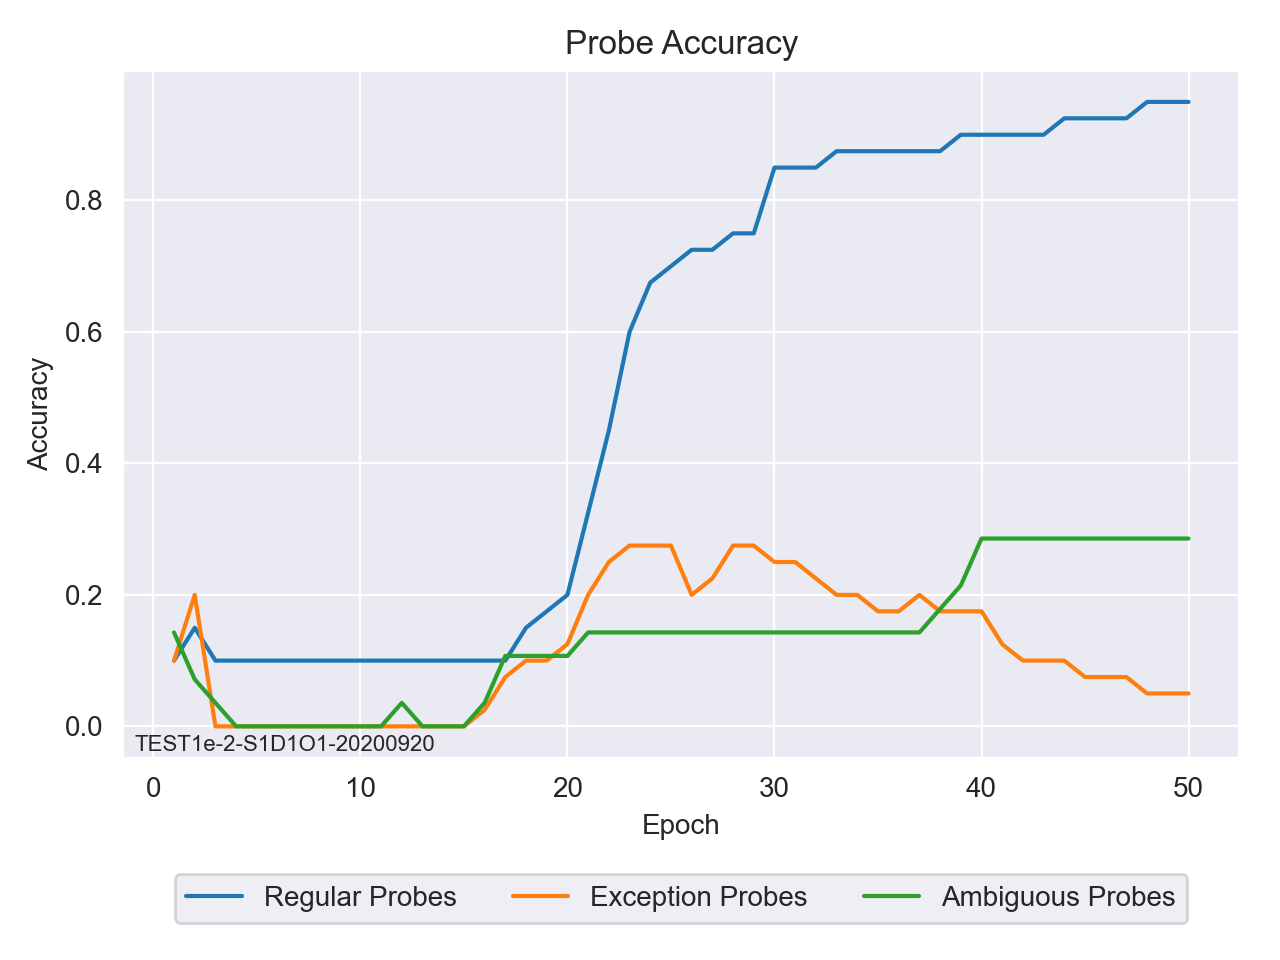 Probe Accuracy
Accuracy
0.8
0.6
0.4
0.2
0.0
TEST1e-2-S1D1O1-20200920
0 10 20 30 40 50
Epoch
Regular Probes Exception Probes Ambiguous Probes